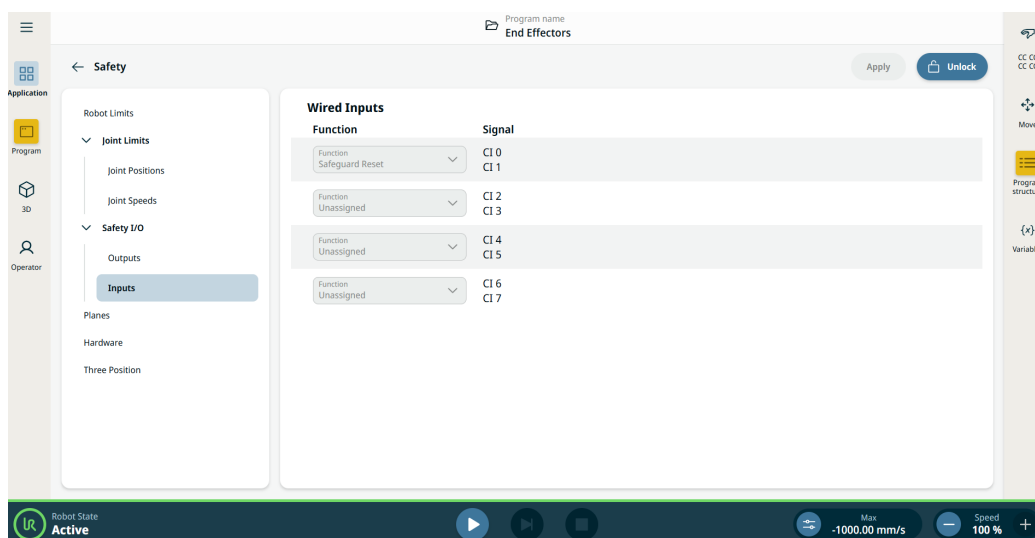 Program name
End Effectors
Safety
Apply
Unlock
Application
Program
3D
Operator
Robot Limits
Joint Limits
Joint Positions
Joint Speeds
Safety I/O
Outputs
Inputs
Planes
Hardware
Three Position
Wired Inputs
Function Signal
Function
Safeguard Reset
CI 0
CI 1
Function
Unassigned
CI 2
CI 3
Function
Unassigned
CI 4
CI 5
Function
Unassigned
CI 6
CI 7
Move
{x}
Robot State
Active
Max
-1000.00 mm/s
Speed
100 %